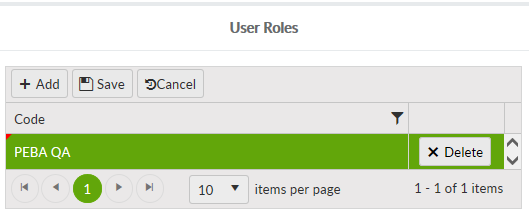 User Roles
Add Save Cancel
Code
PEBA QA Delete
1 10 items per page 1 - 1 of 1 items